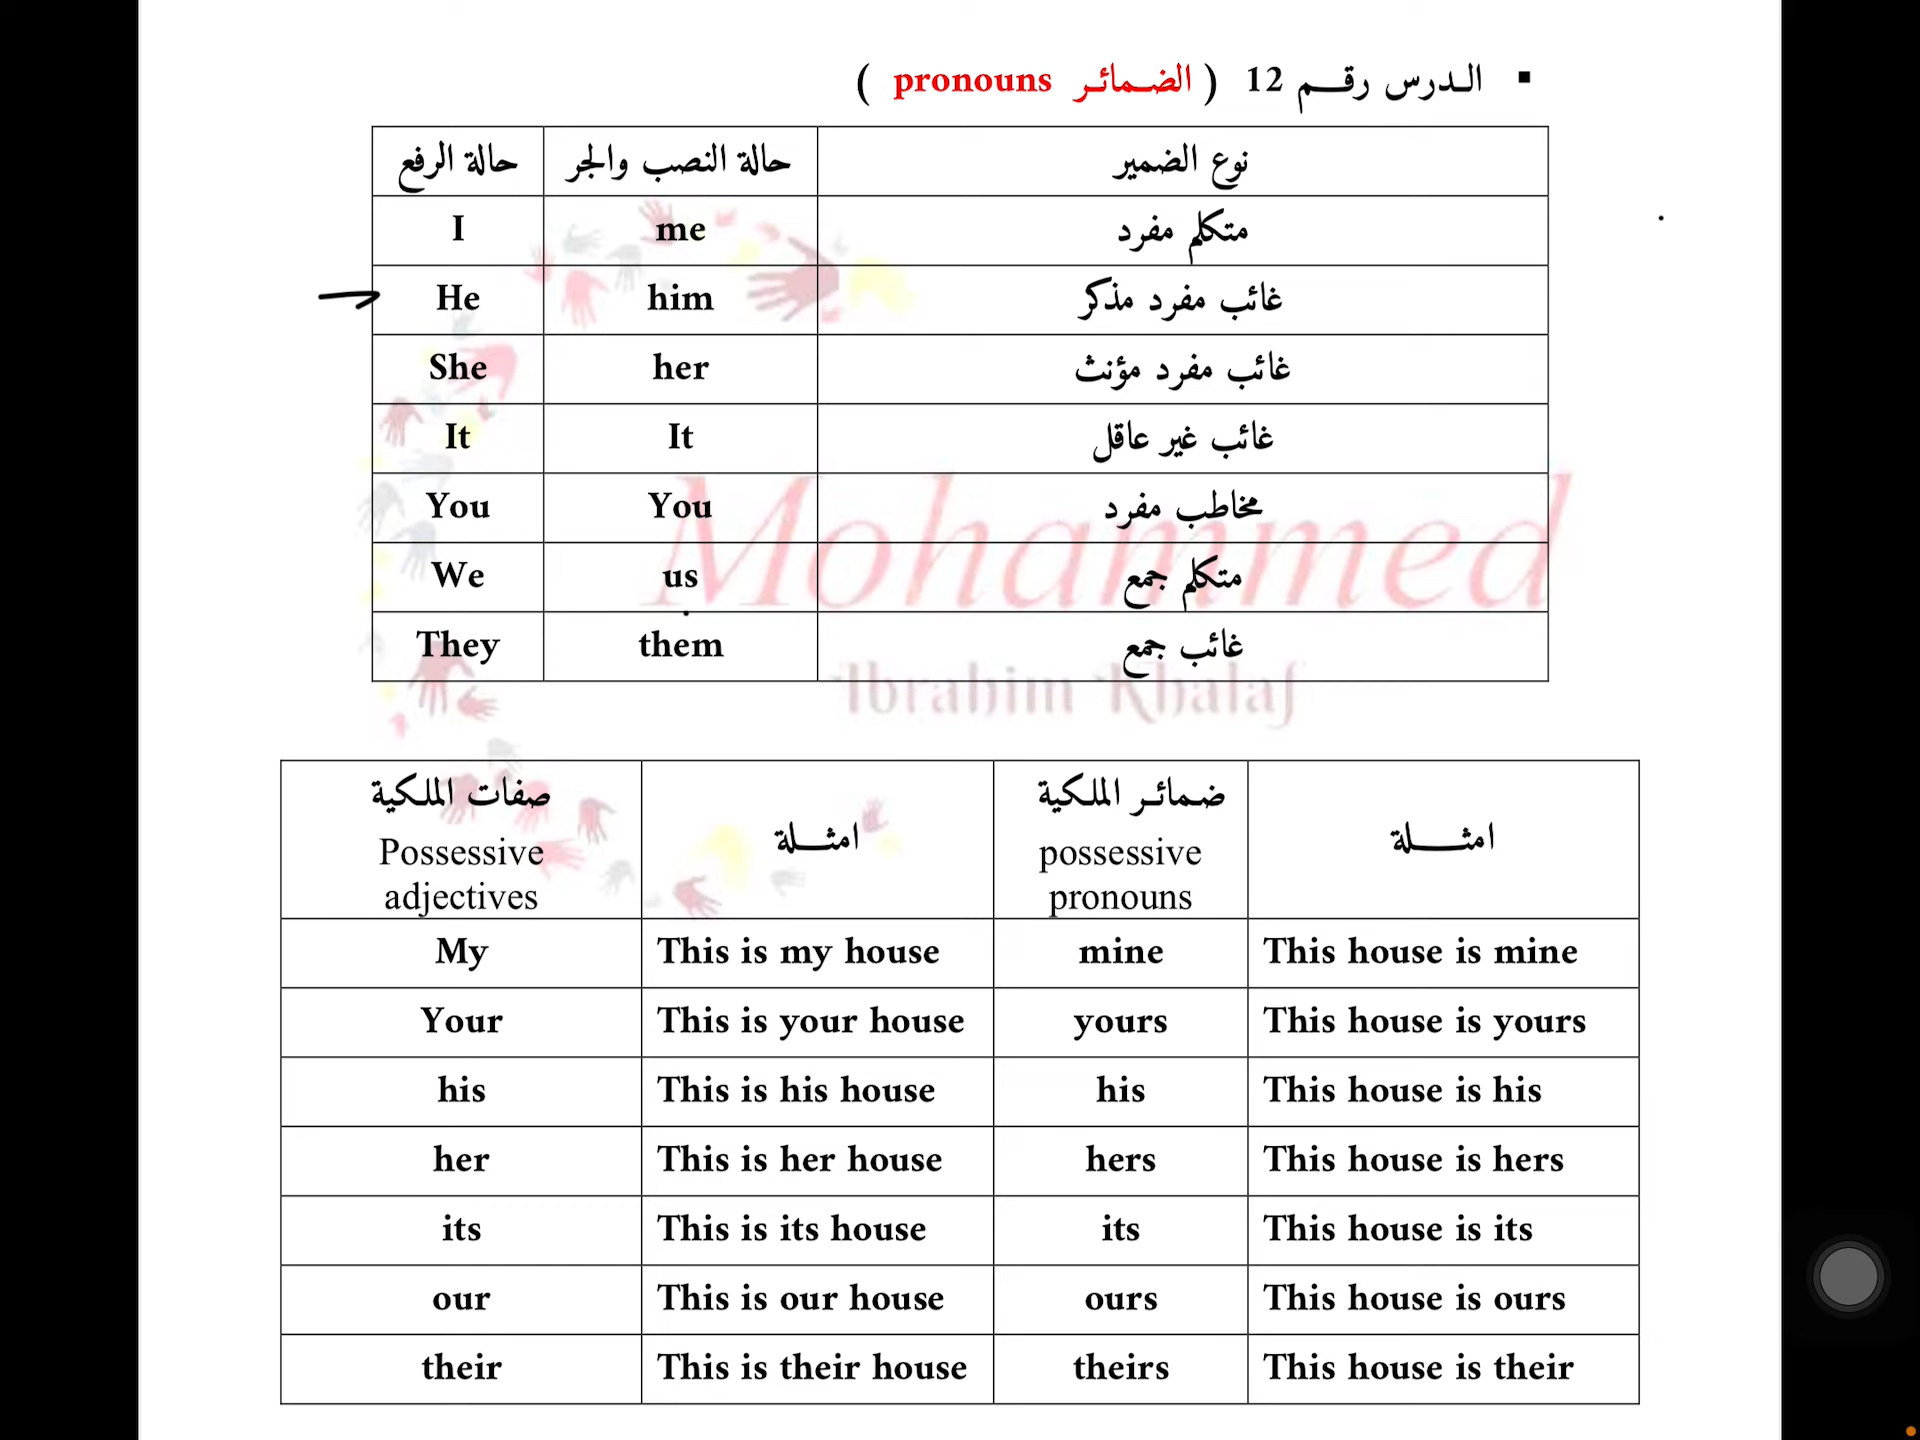 ▪ الدرس رقم 12 ( الضمائر pronouns )
نوع الضمير	حالة النصب والجر	حالة الرفع
متكلم مفرد	me	I
غائب مفرد مذكر	him	He
غائب مفرد مؤنث	her	She
غائب غير عاقل	It	It
مخاطب مفرد	You	You
متكلم جمع	us	We
غائب جمع	them	They
Mohammed
Ibrahim Khalaf
صفات الملكية Possessive adjectives	امثلة	ضمائر الملكية possessive pronouns	امثلة
My	This is my house	mine	This house is mine
Your	This is your house	yours	This house is yours
his	This is his house	his	This house is his
her	This is her house	hers	This house is hers
its	This is its house	its	This house is its
our	This is our house	ours	This house is ours
their	This is their house	theirs	This house is their